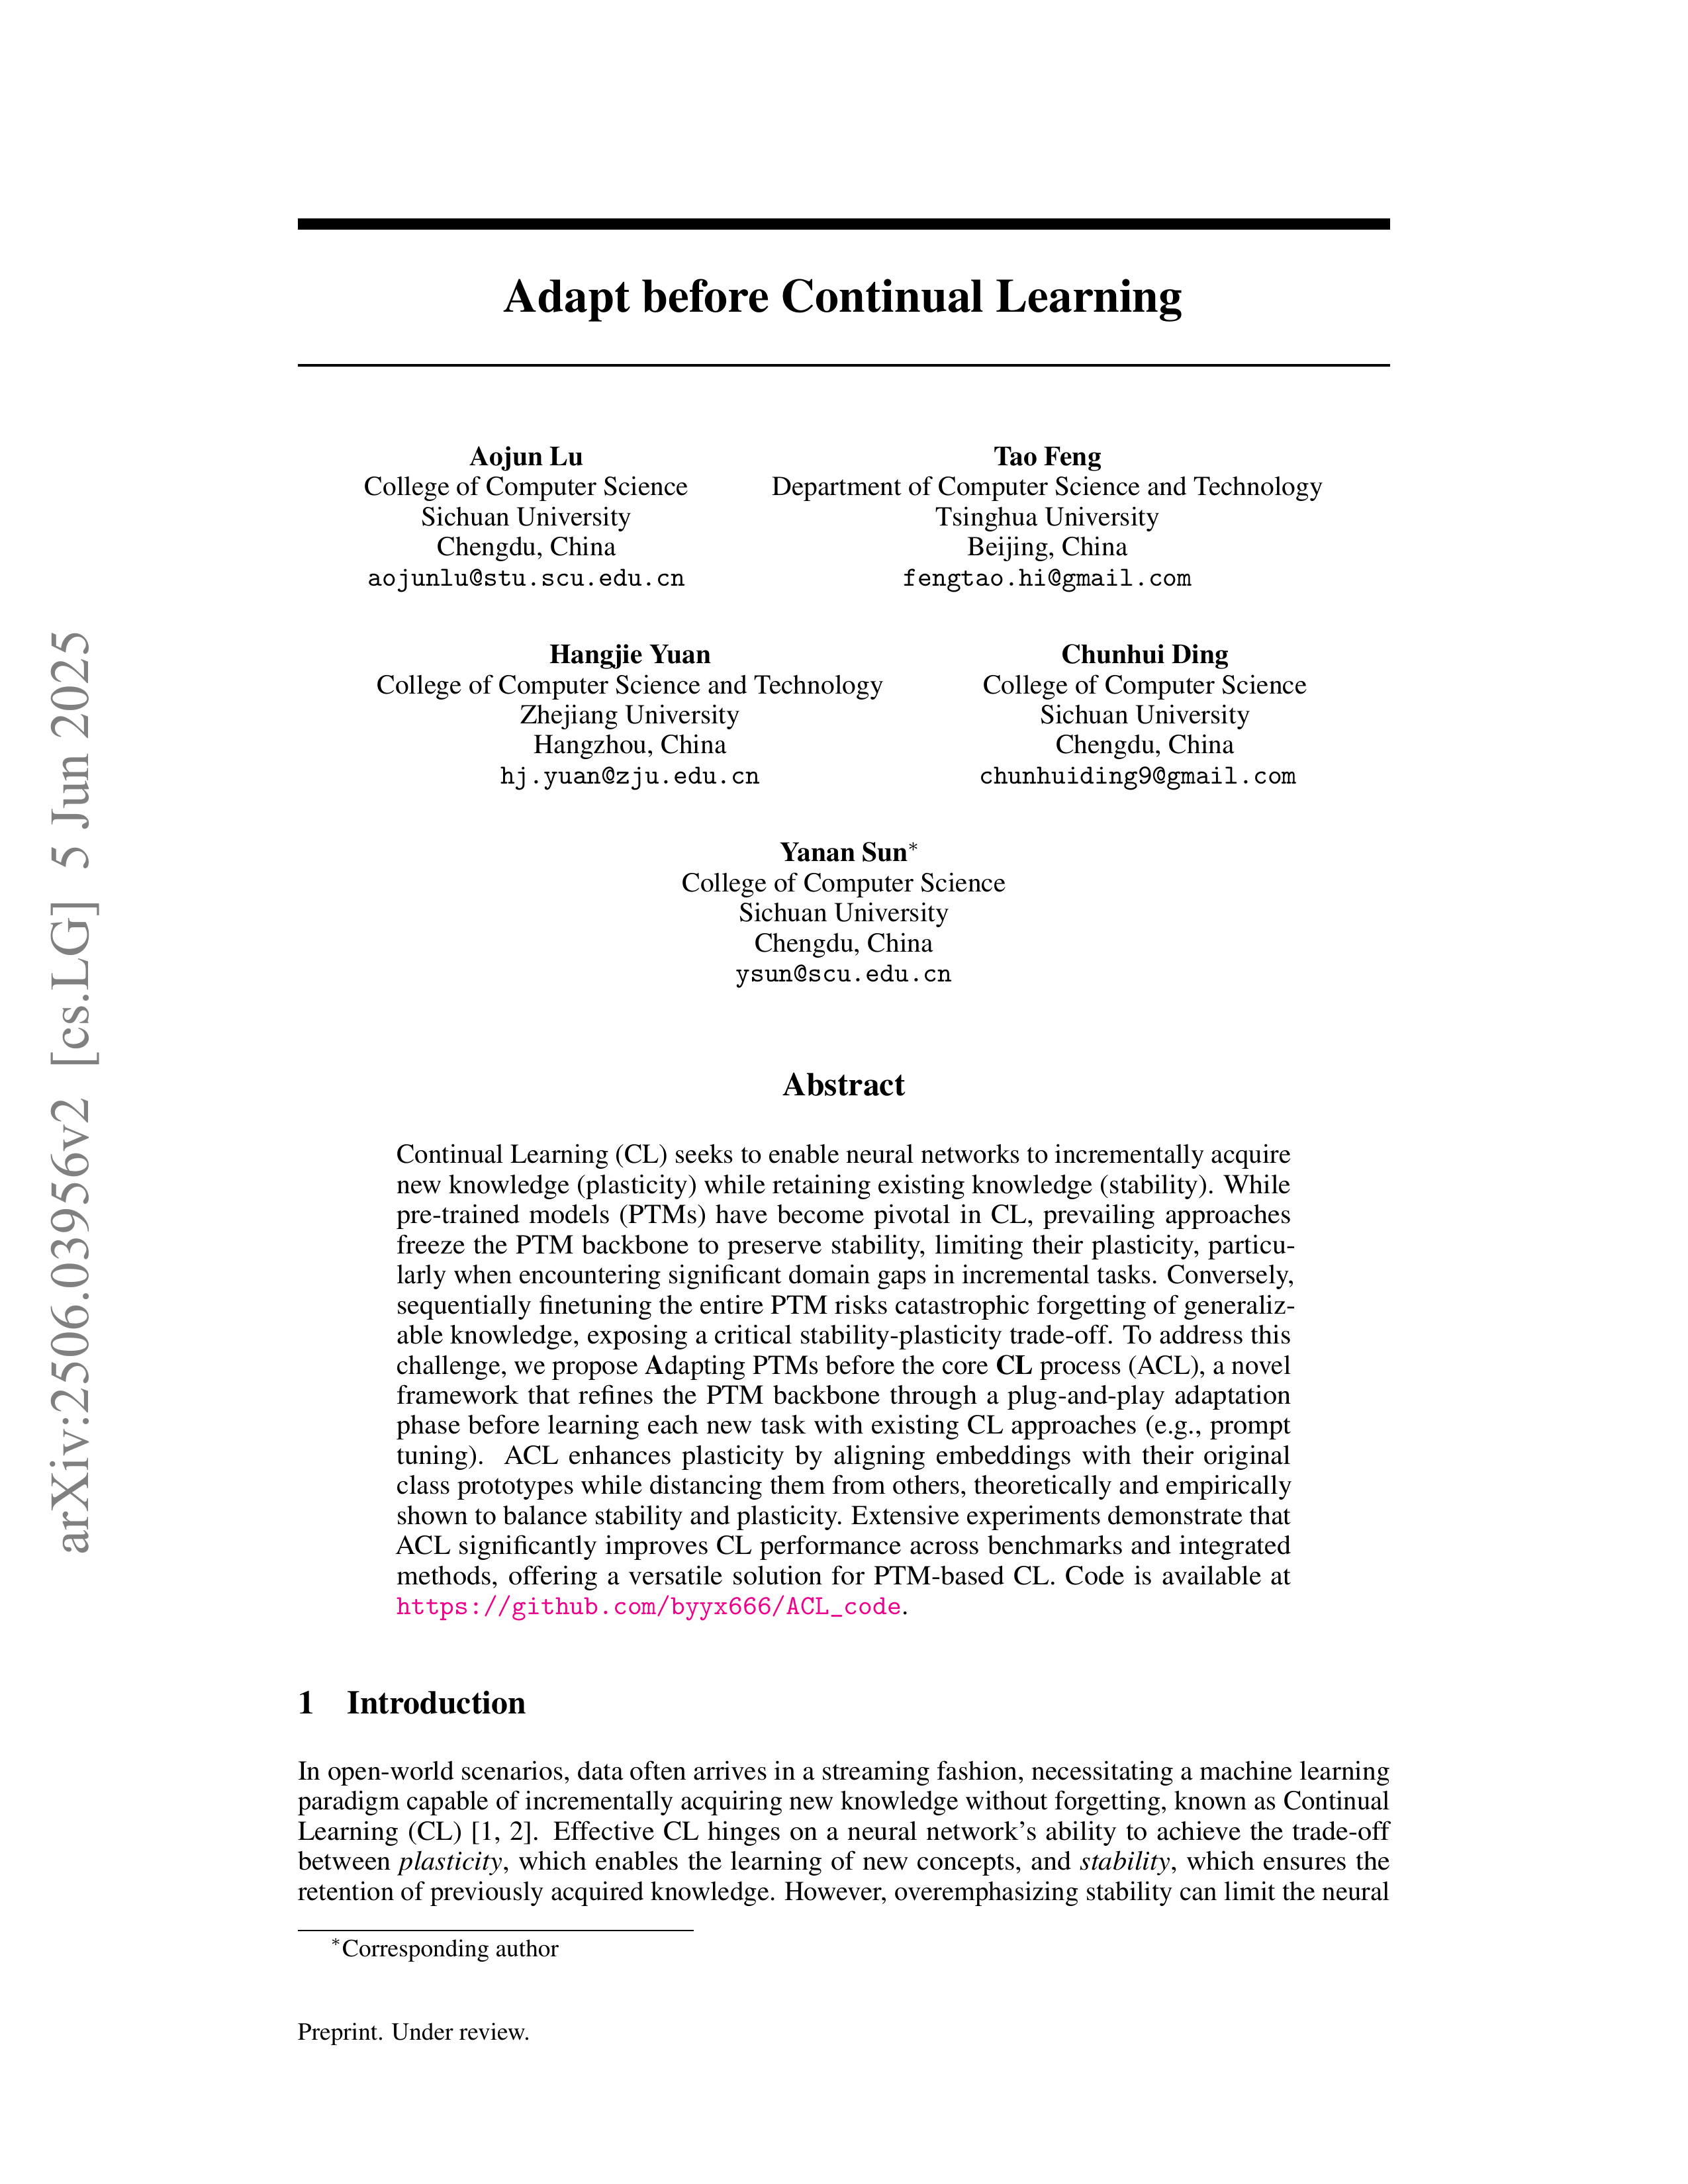 Adapt before Continual Learning
Aojun Lu
College of Computer Science
Sichuan University
Chengdu, China
aojunlu@stu.scu.edu.cn
Tao Feng
Department of Computer Science and Technology
Tsinghua University
Beijing, China
fengtao.hi@gmail.com
Hangjie Yuan
College of Computer Science and Technology
Zhejiang University
Hangzhou, China
hj.yuan@zju.edu.cn
Chunhui Ding
College of Computer Science
Sichuan University
Chengdu, China
chunhuiding9@gmail.com
Yanan Sun*
College of Computer Science
Sichuan University
Chengdu, China
ysun@scu.edu.cn
arXiv:2506.03956v2 [cs.LG] 5 Jun 2025
Abstract
Continual Learning (CL) seeks to enable neural networks to incrementally acquire
new knowledge (plasticity) while retaining existing knowledge (stability). While
pre-trained models (PTMs) have become pivotal in CL, prevailing approaches
freeze the PTM backbone to preserve stability, limiting their plasticity, particu-
larly when encountering significant domain gaps in incremental tasks. Conversely,
sequentially finetuning the entire PTM risks catastrophic forgetting of generaliz-
able knowledge, exposing a critical stability-plasticity trade-off. To address this
challenge, we propose Adapting PTMs before the core CL process (ACL), a novel
framework that refines the PTM backbone through a plug-and-play adaptation
phase before learning each new task with existing CL approaches (e.g., prompt
tuning). ACL enhances plasticity by aligning embeddings with their original
class prototypes while distancing them from others, theoretically and empirically
shown to balance stability and plasticity. Extensive experiments demonstrate that
ACL significantly improves CL performance across benchmarks and integrated
methods, offering a versatile solution for PTM-based CL. Code is available at
https://github.com/byyx666/ACL_code.
1 Introduction
In open-world scenarios, data often arrives in a streaming fashion, necessitating a machine learning
paradigm capable of incrementally acquiring new knowledge without forgetting, known as Continual
Learning (CL) [1, 2]. Effective CL hinges on a neural network's ability to achieve the trade-off
between plasticity, which enables the learning of new concepts, and stability, which ensures the
retention of previously acquired knowledge. However, overemphasizing stability can limit the neural
*Corresponding author
Preprint. Under review.